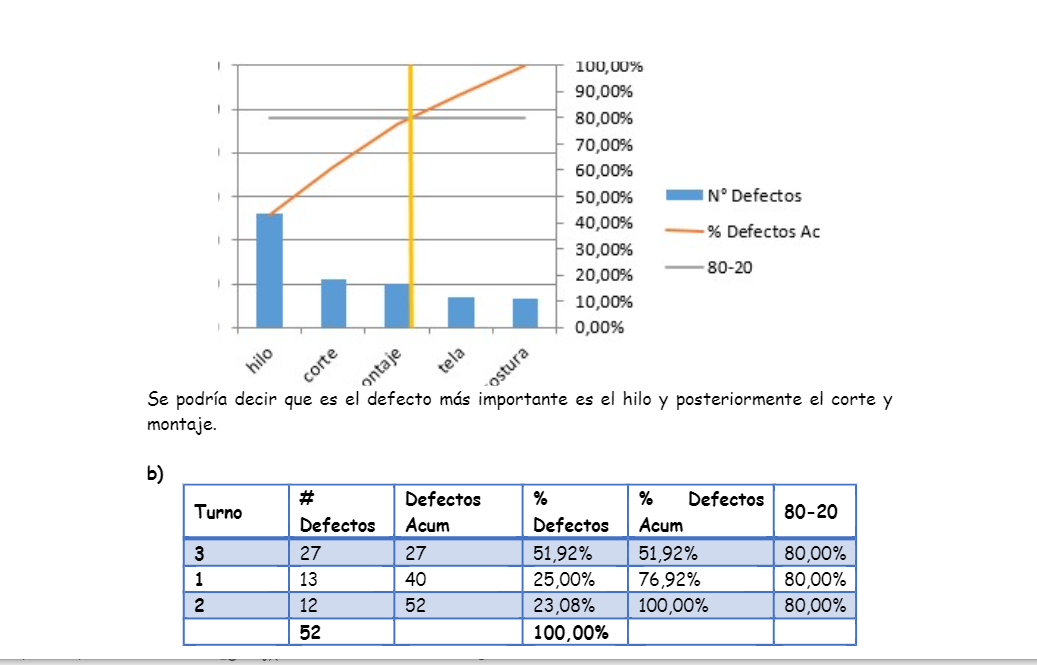 100,00%
90,00%
80,00%
70,00%
60,00%
50,00%
40,00%
30,00%
20,00%
10,00%
0,00%
N° Defectos
% Defectos Ac
80-20
hilo
corte
ontaje
tela
ostura
Se podría decir que es el defecto más importante es el hilo y posteriormente el corte y
montaje.
b)
Turno # Defectos Defectos Acum % Defectos % Defectos Acum 80-20
3 27 27 51,92% 51,92% 80,00%
1 13 40 25,00% 76,92% 80,00%
2 12 52 23,08% 100,00% 80,00%
52 100,00%